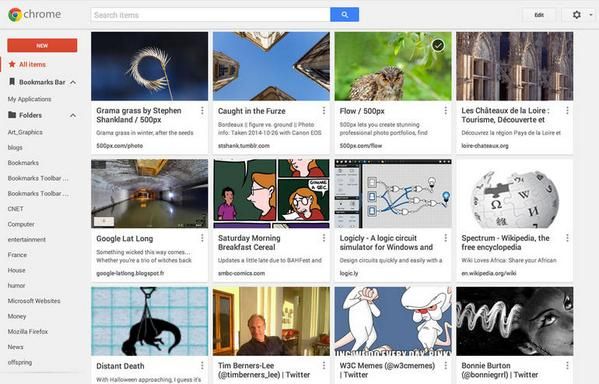 chrome
Search items
Edit
NEW
All items
Bookmarks Bar
My Applications
Folders
Art_Graphics
blogs
Bookmarks
Bookmarks Toolbar ...
Bookmarks Toolbar ...
CNET
Computer
entertainment
France
House
humor
Microsoft Websites
Money
Mozilla Firefox
News
offspring
Grama grass by Stephen
Shankland / 500px
Grama grass in winter, after the seeds
500px.com/photo
Caught in the Furze
Bordeaux || figure vs. ground || Photo
info: Taken 2014-10-26 with Canon EOS
stshank.tumblr.com
Flow / 500px
500px lets you create stunning
professional photo portfolios, find
500px.com/flow
Les Châteaux de la Loire :
Tourisme, Découverte et
Découvrez la région Pays de la Loire et
loire-chateaux.org
Google Lat Long
Something wicked this way comes...
Whether you're a trio of witches back
google-latlong.blogspot.fr
GIMME
A SEC.
Saturday Morning
Breakfast Cereal
Updates a little late due to BAHFest and
smbc-comics.com
Logicly - A logic circuit
simulator for Windows and
Design circuits quickly and easily with a
logic.ly
Ω
W
И
Spectrum - Wikipedia, the
free encyclopedia
Wiki Loves Africa: Share your African
en.wikipedia.org/wiki
Distant Death
With Halloween approaching, I guess it's
Tim Berners-Lee
(@timberners_lee) | Twitter
EVERY DAY, PINKY
W3C Memes (@w3cmemes)
| Twitter
Bonnie Burton
(@bonniegrrl) | Twitter